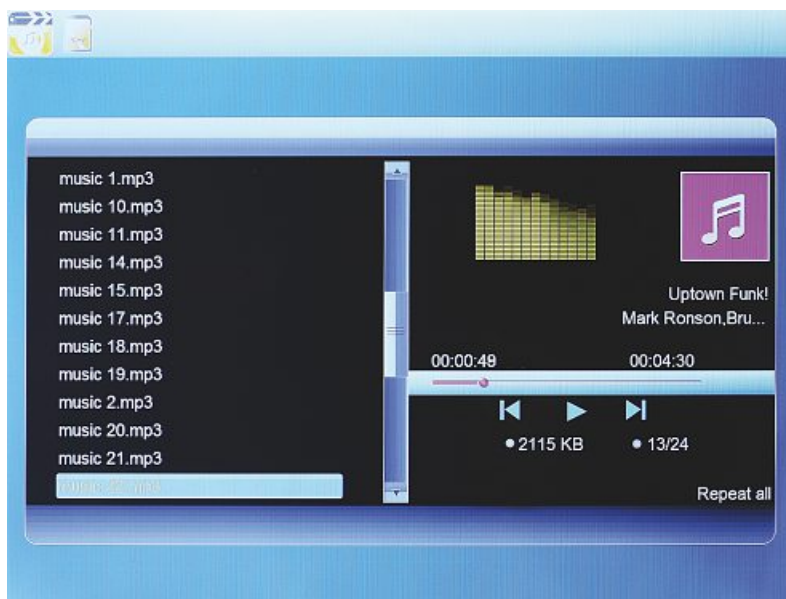 music 1.mp3
music 10.mp3
music 11.mp3
music 14.mp3
music 15.mp3
music 17.mp3
music 18.mp3
music 19.mp3
music 2.mp3
music 20.mp3
music 21.mp3
Uptown Funk!
Mark Ronson,Bru...
00:00:49 00:04:30
2115 KB 13/24
Repeat all